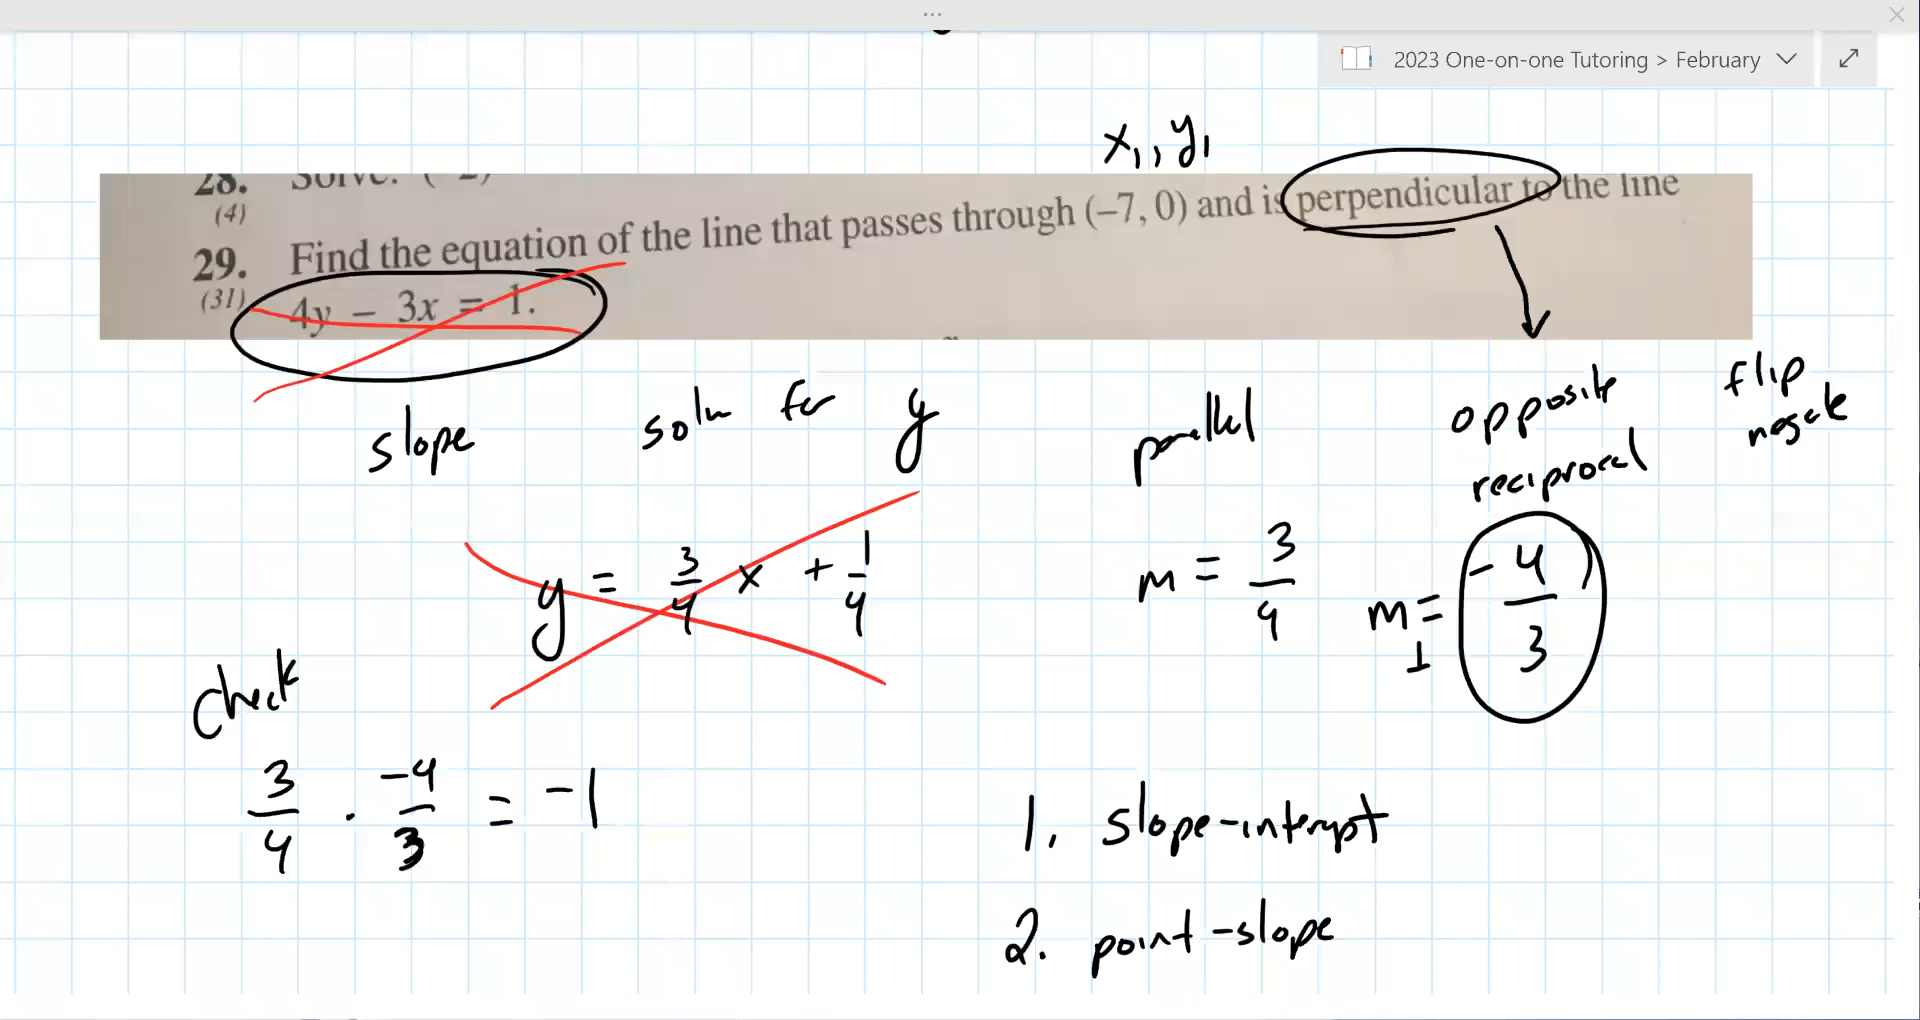 2023 One-on-one Tutoring > February
x₁, y₁
28. Solve:
(4)
29. Find the equation of the line that passes through (–7, 0) and is perpendicular to the line
(31) 4y – 3x = 1.
slope
solve for y
parallel
opposite
reciprocal
flip
negate
y = 3/4 x + 1/4
m = 3/4
m⊥ = -4/3
check
3/4 · -4/3 = -1
1. slope-intercept
2. point-slope